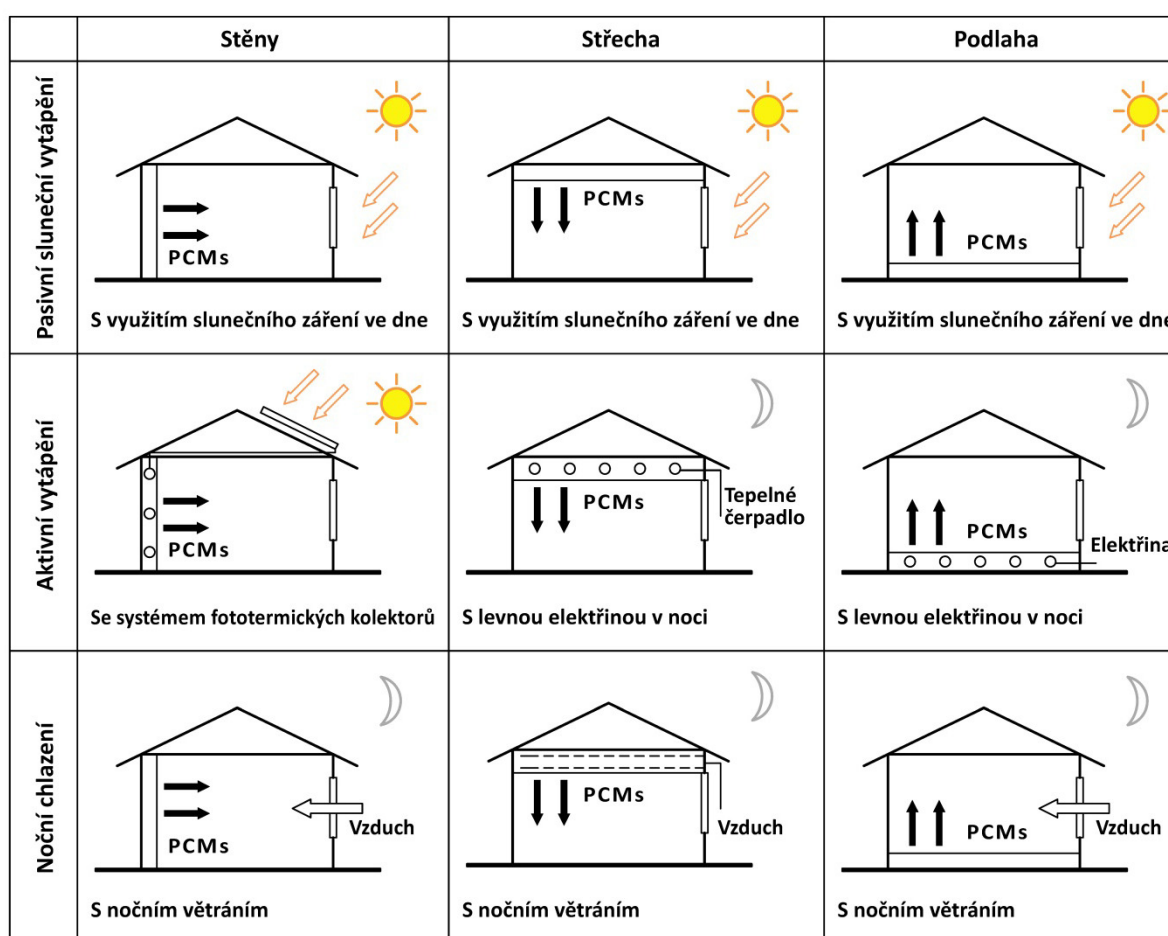 Stěny
Střecha
Podlaha
Pasivní sluneční vytápění
PCMs
S využitím slunečního záření ve dne
PCMs
S využitím slunečního záření ve dne
PCMs
S využitím slunečního záření ve dne
Aktivní vytápění
PCMs
Se systémem fototermických kolektorů
PCMs
Tepelné
čerpadlo
S levnou elektřinou v noci
PCMs
Elektřina
S levnou elektřinou v noci
Noční chlazení
PCMs
Vzduch
S nočním větráním
PCMs
Vzduch
S nočním větráním
PCMs
Vzduch
S nočním větráním